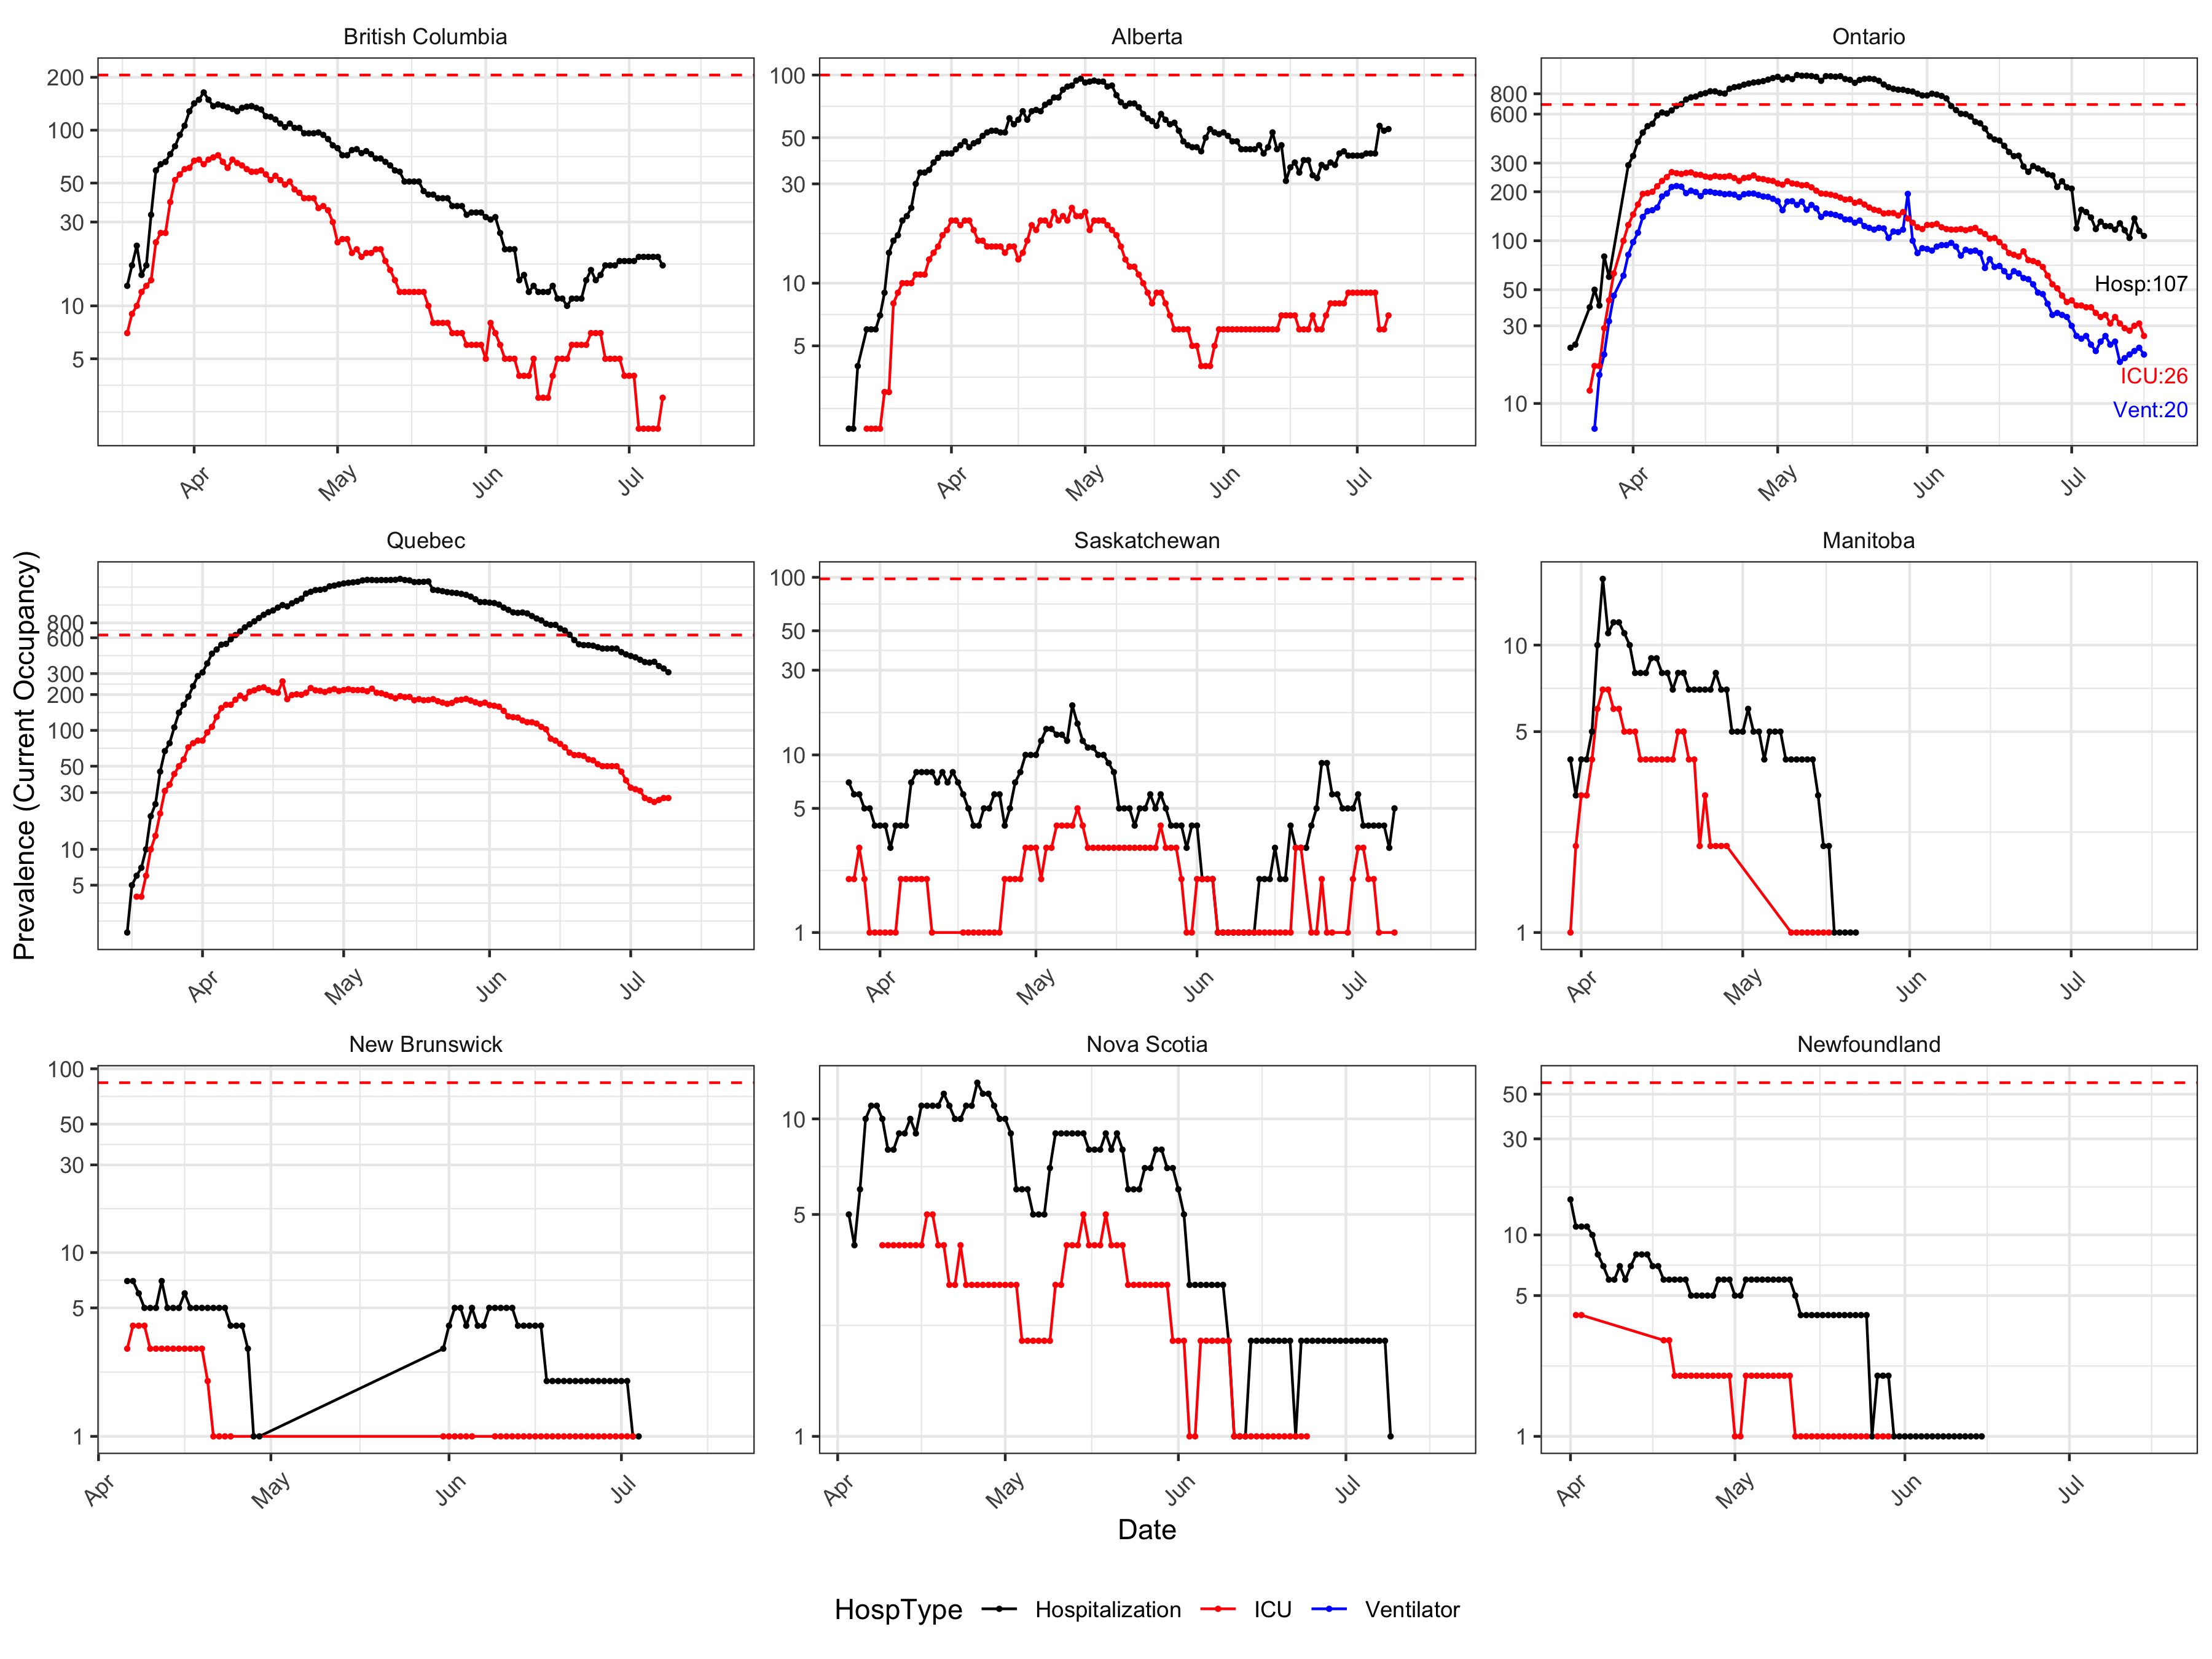 British Columbia
Alberta
Ontario
200
100
50
30
10
5
100
50
30
10
5
800
600
300
200
100
50
30
10
Hosp:107
ICU:26
Vent:20
Apr May Jun Jul
Apr May Jun Jul
Apr May Jun Jul
Prevalence (Current Occupancy)
Quebec
Saskatchewan
Manitoba
800
600
300
200
100
50
30
10
5
100
50
30
10
5
1
10
5
1
Apr May Jun Jul
Apr May Jun Jul
Apr May Jun Jul
New Brunswick
Nova Scotia
Newfoundland
100
50
30
10
5
1
10
5
1
50
30
10
5
1
Apr May Jun Jul
Apr May Jun Jul
Apr May Jun Jul
Date
HospType Hospitalization ICU Ventilator